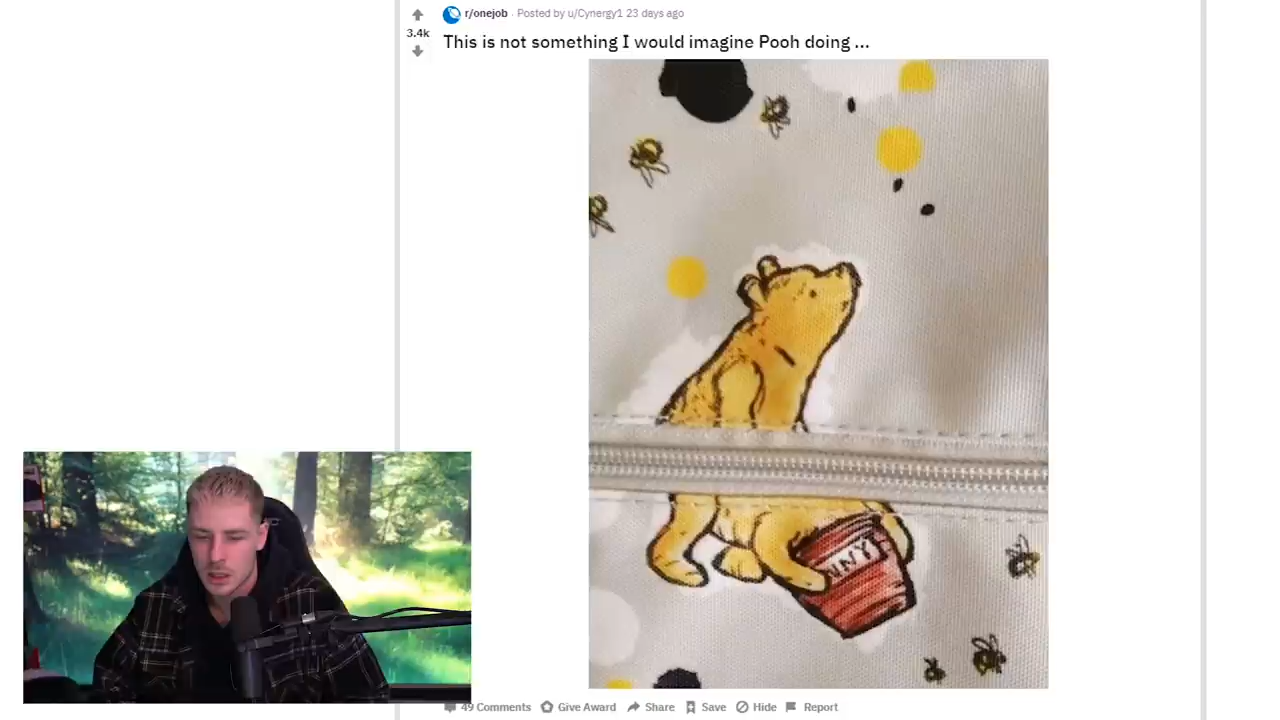 r/onejob · Posted by u/Cynergy1 23 days ago
3.4k
This is not something I would imagine Pooh doing ...
NNY
49 Comments Give Award Share Save Hide Report